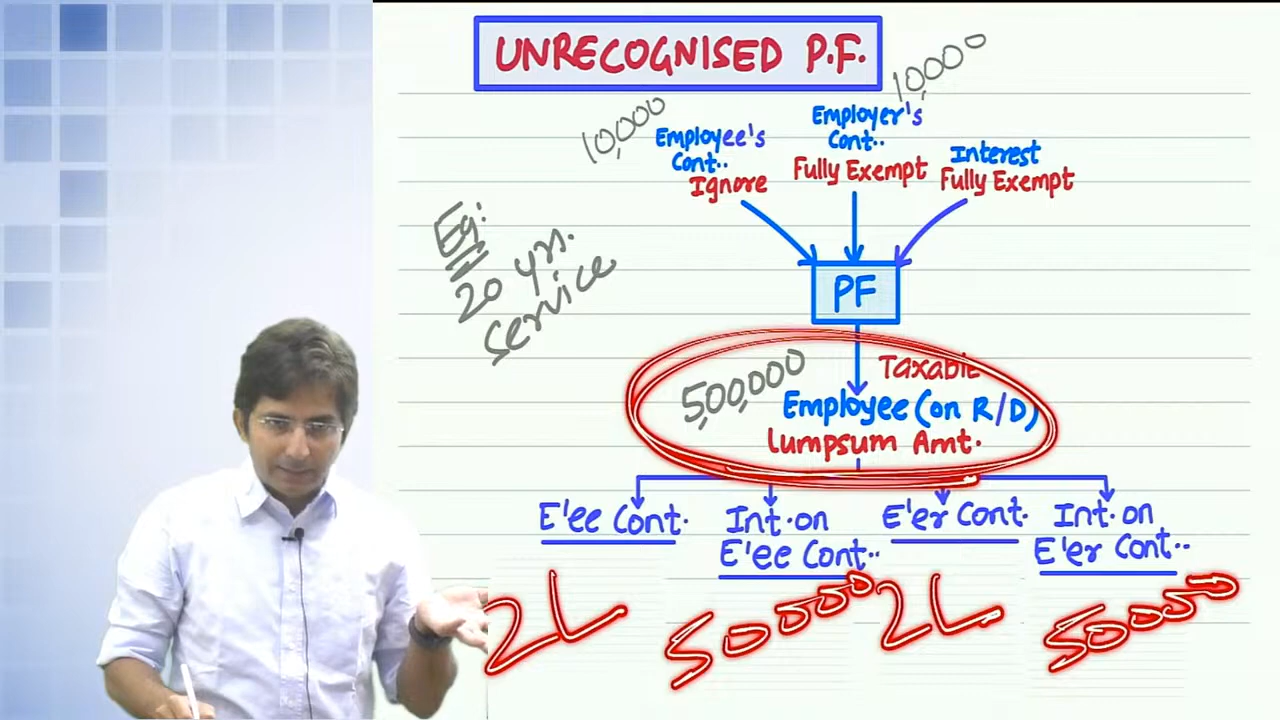 UNRECOGNISED P.F.
10,000
10,000
Employee's
Cont..
Ignore
Employer's
Cont..
Fully Exempt
Interest
Fully Exempt
Eg:
20 yrs.
service
PF
5,00,000
Taxable
Employee (on R/D)
Lumpsum Amt.
E'ee Cont.
Int. on
E'ee Cont..
E'er Cont.
Int. on
E'er Cont..
2L
50000
2L
50000